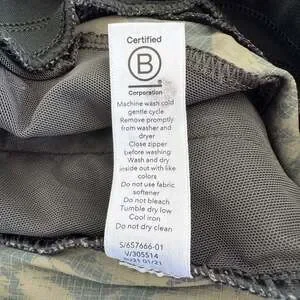 Certified
B
Corporation
Machine wash cold
gentle cycle
Remove promptly
from washer and
dryer
Close zipper
before washing
Wash and dry
inside out with
like colors
Do not use fabric
softener
Do not bleach
Tumble dry low
Cool iron
Do not dry clean
S/657666-01
V/305514
01/21